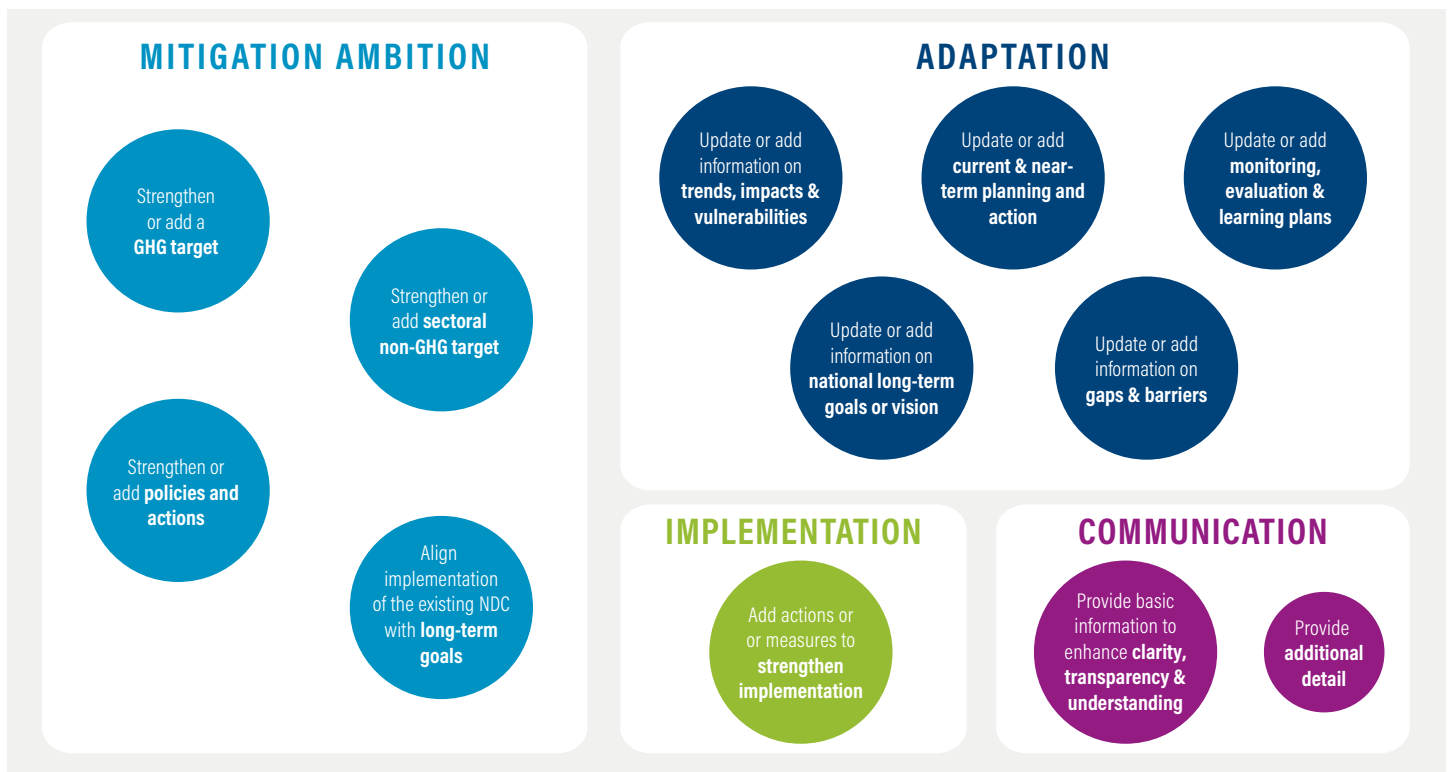 MITIGATION AMBITION
Strengthen
or add a
GHG target
Strengthen or
add sectoral
non-GHG target
Strengthen or
add policies and
actions
Align
implementation
of the existing NDC
with long-term
goals
ADAPTATION
Update or add
information on
trends, impacts &
vulnerabilities
Update or add
current & near-
term planning and
action
Update or add
monitoring,
evaluation &
learning plans
Update or add
information on
national long-term
goals or vision
Update or add
information on
gaps & barriers
IMPLEMENTATION
Add actions or
or measures to
strengthen
implementation
COMMUNICATION
Provide basic
information to
enhance clarity,
transparency &
understanding
Provide
additional
detail